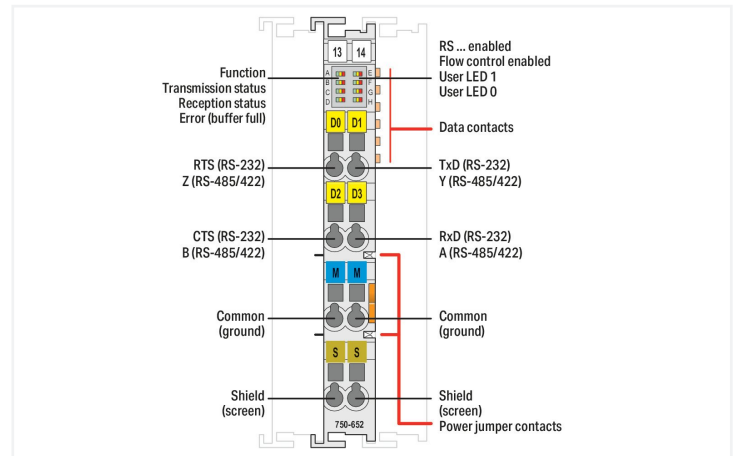 13 14
RS ... enabled
Flow control enabled
User LED 1
User LED 0
Function
Transmission status
Reception status
Error (buffer full)
A E
B F
C G
D H
Data contacts
D0 D1
RTS (RS-232)
Z (RS-485/422)
TxD (RS-232)
Y (RS-485/422)
D2 D3
CTS (RS-232)
B (RS-485/422)
RxD (RS-232)
A (RS-485/422)
M M
Common
(ground)
Common
(ground)
S S
Shield
(screen)
Shield
(screen)
Power jumper contacts
750-652